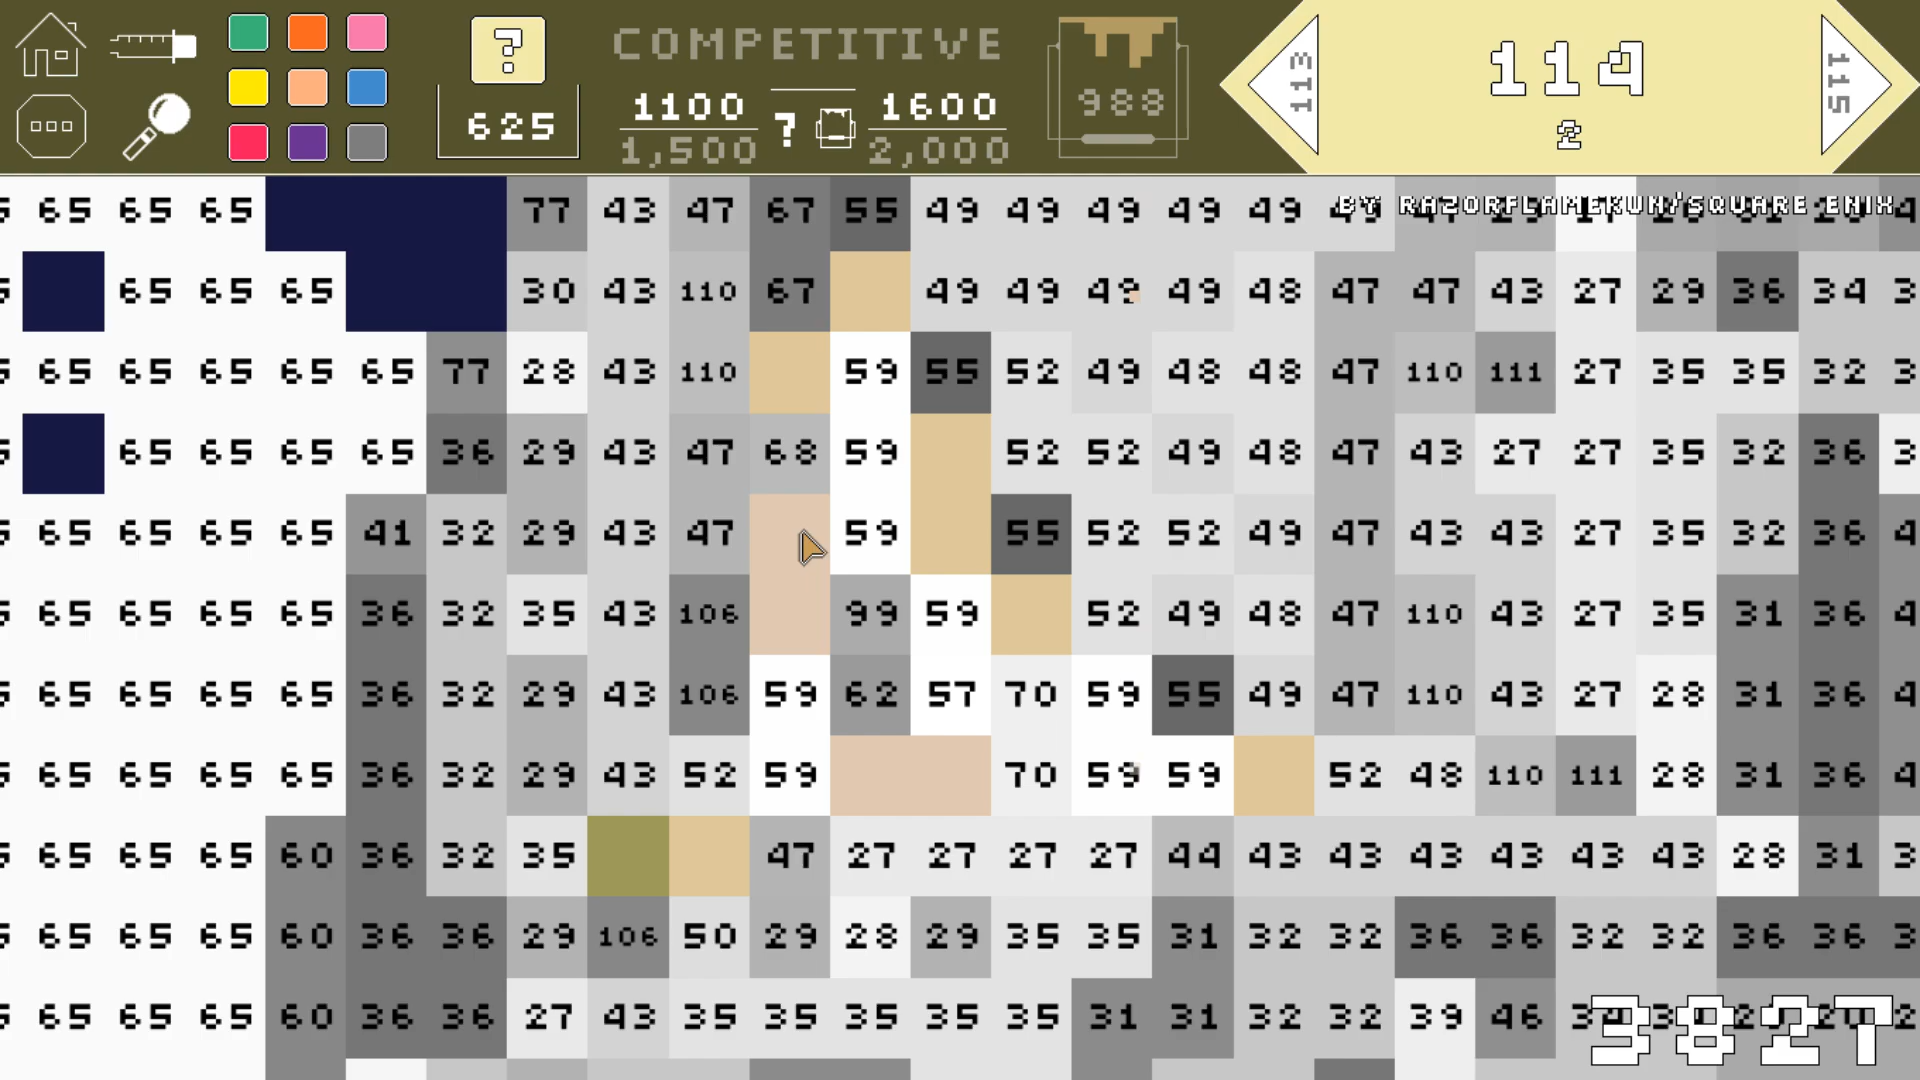 COMPETITIVE
?
625
1100
1,500
?
1600
2,000
988
113
114
2
115
BY RAZORFLAMEKUN/SQUARE ENIX
65 65 65 77 43 47 67 55 49 49 49 49 49
65 65 65 30 43 110 67 49 49 49 49 48 47 47 43 27 29 36 34
65 65 65 65 65 77 28 43 110 59 55 52 49 48 48 47 110 111 27 35 35 32
65 65 65 65 36 29 43 47 68 59 52 52 49 48 47 43 27 27 35 32 36
65 65 65 65 41 32 29 43 47 59 55 52 52 49 47 43 43 27 35 32 36
65 65 65 65 36 32 35 43 106 99 59 52 49 48 47 110 43 27 35 31 36
65 65 65 65 36 32 29 43 106 59 62 57 70 59 55 49 47 110 43 27 28 31 36
65 65 65 65 36 32 29 43 52 59 70 59 59 52 48 110 111 28 31 36
65 65 65 60 36 32 35 47 27 27 27 27 44 43 43 43 43 43 43 28 31
65 65 65 60 36 36 29 106 50 29 28 29 35 35 31 32 32 36 36 32 32 36 36
65 65 65 60 36 36 27 43 35 35 35 35 35 31 31 32 32 39 46
3827